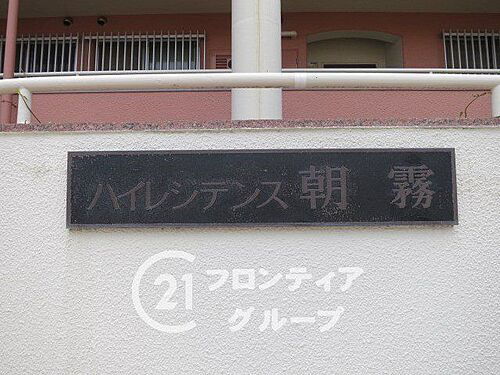 ハイレジデンス 朝霧
21 フロンティア
グループ